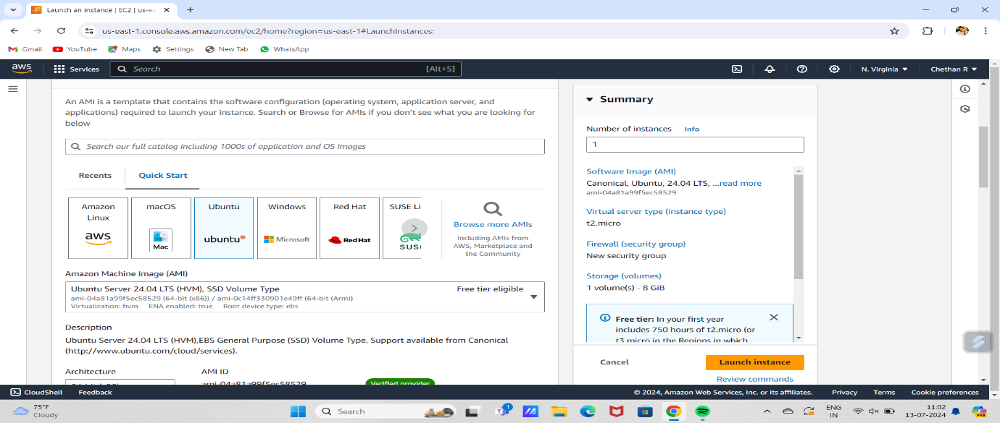 Launch an instance | EC2 | us-ea
us-east-1.console.aws.amazon.com/ec2/home?region=us-east-1#LaunchInstances:
Gmail YouTube Maps Settings New Tab WhatsApp
aws Services Search [Alt+S] N. Virginia Chethan R
An AMI is a template that contains the software configuration (operating system, application server, and
applications) required to launch your instance. Search or Browse for AMIs if you don't see what you are looking for
below
Search our full catalog including 1000s of application and OS images
Recents Quick Start
Amazon
Linux
aws
macOS
Mac
Ubuntu
ubuntu
Windows
Microsoft
Red Hat
Red Hat
SUSE Li
SUS
Browse more AMIs
Including AMIs from
AWS, Marketplace and
the Community
Amazon Machine Image (AMI)
Ubuntu Server 24.04 LTS (HVM), SSD Volume Type Free tier eligible
ami-04a81a99f5ec58529 (64-bit (x86)) / ami-0c14ff330901e49ff (64-bit (Arm))
Virtualization: hvm ENA enabled: true Root device type: ebs
Description
Ubuntu Server 24.04 LTS (HVM),EBS General Purpose (SSD) Volume Type. Support available from Canonical
(http://www.ubuntu.com/cloud/services).
Architecture AMI ID
ami-04a81a99f5ec58529 Verified provider
Summary
Number of instances Info
1
Software Image (AMI)
Canonical, Ubuntu, 24.04 LTS, ...read more
ami-04a81a99f5ec58529
Virtual server type (instance type)
t2.micro
Firewall (security group)
New security group
Storage (volumes)
1 volume(s) - 8 GiB
Free tier: In your first year
includes 750 hours of t2.micro (or
t3.micro in the Regions in which
Cancel Launch instance
Review commands
CloudShell Feedback © 2024, Amazon Web Services, Inc. or its affiliates. Privacy Terms Cookie preferences
75°F
Cloudy
Search
1
ENG
IN
11:02
13-07-2024
PRE